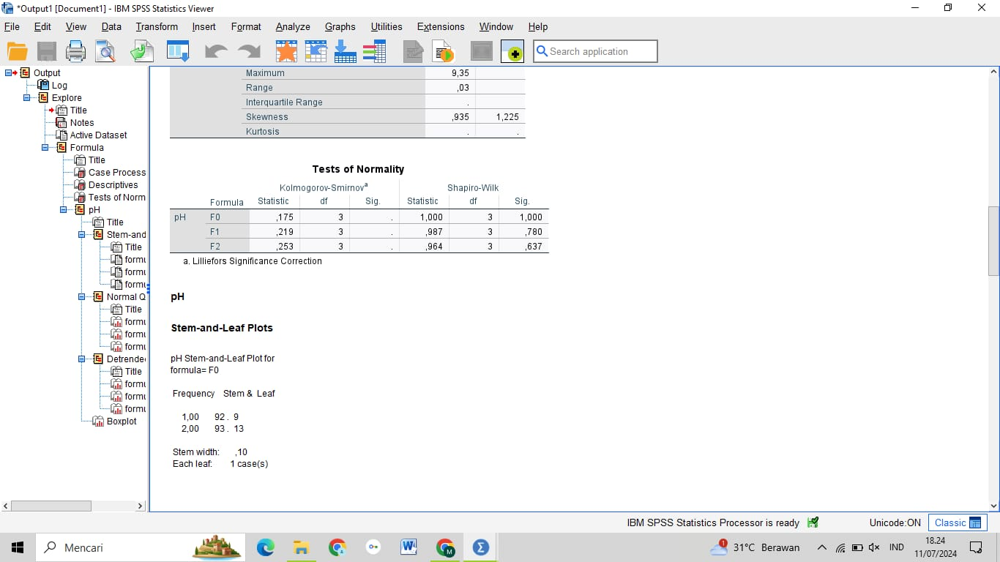 *Output1 [Document1] - IBM SPSS Statistics Viewer
File Edit View Data Transform Insert Format Analyze Graphs Utilities Extensions Window Help
Search application
Output
Log
Explore
Title
Notes
Active Dataset
Formula
Title
Case Process
Descriptives
Tests of Norm
pH
Title
Stem-and
Title
formu
formu
formu
Normal Q
Title
formu
formu
formu
Detrende
Title
formu
formu
formu
Boxplot
Maximum 9,35
Range ,03
Interquartile Range .
Skewness ,935 1,225
Kurtosis . .
Tests of Normality
Kolmogorov-Smirnovᵃ Shapiro-Wilk
Formula Statistic df Sig. Statistic df Sig.
pH F0 ,175 3 . 1,000 3 1,000
F1 ,219 3 . ,987 3 ,780
F2 ,253 3 . ,964 3 ,637
a. Lilliefors Significance Correction
pH
Stem-and-Leaf Plots
pH Stem-and-Leaf Plot for
formula= F0
Frequency Stem & Leaf
1,00 92 . 9
2,00 93 . 13
Stem width: ,10
Each leaf: 1 case(s)
IBM SPSS Statistics Processor is ready Unicode:ON Classic
Mencari 1 31°C Berawan IND 18.24
11/07/2024